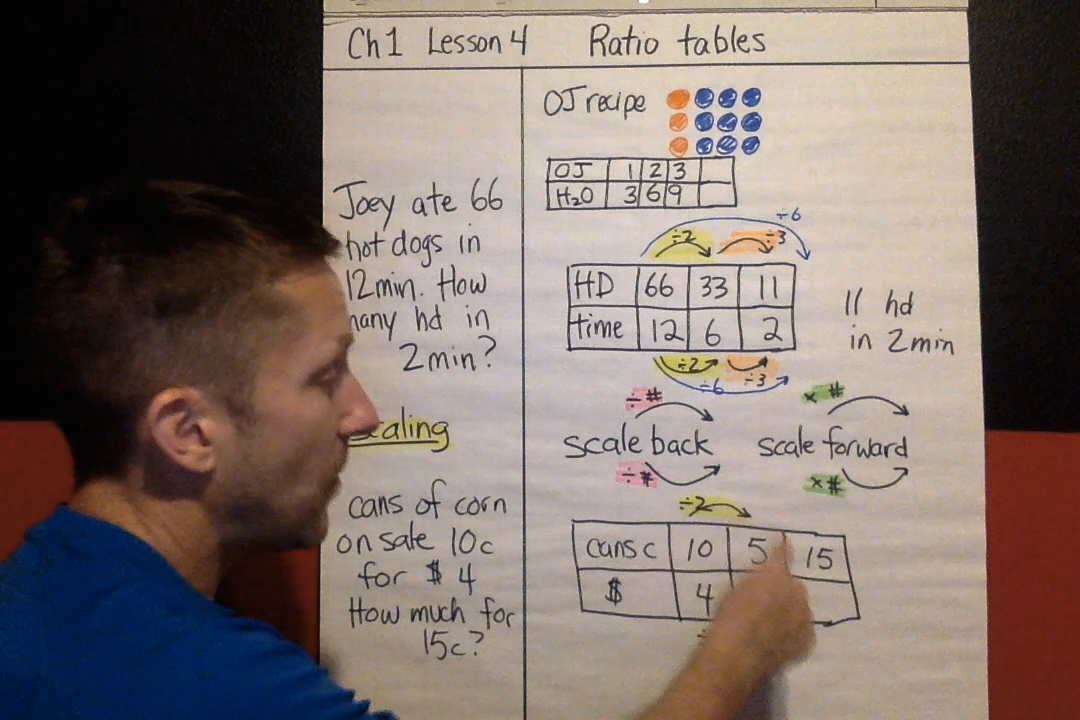 Ch 1 Lesson 4 Ratio tables
Joey ate 66
hot dogs in
12min. How
many hd in
2min?
scaling
cans of corn
on sale 10c
for $ 4
How much for
15c?
OJ recipe
OJ 1 2 3
H2O 3 6 9
÷6
÷2 ÷3
HD 66 33 11
time 12 6 2
÷2 ÷3
÷6
11 hd
in 2min
÷# ×#
scale back scale forward
÷# ×#
÷2
cans c 10 5 15
$ 4